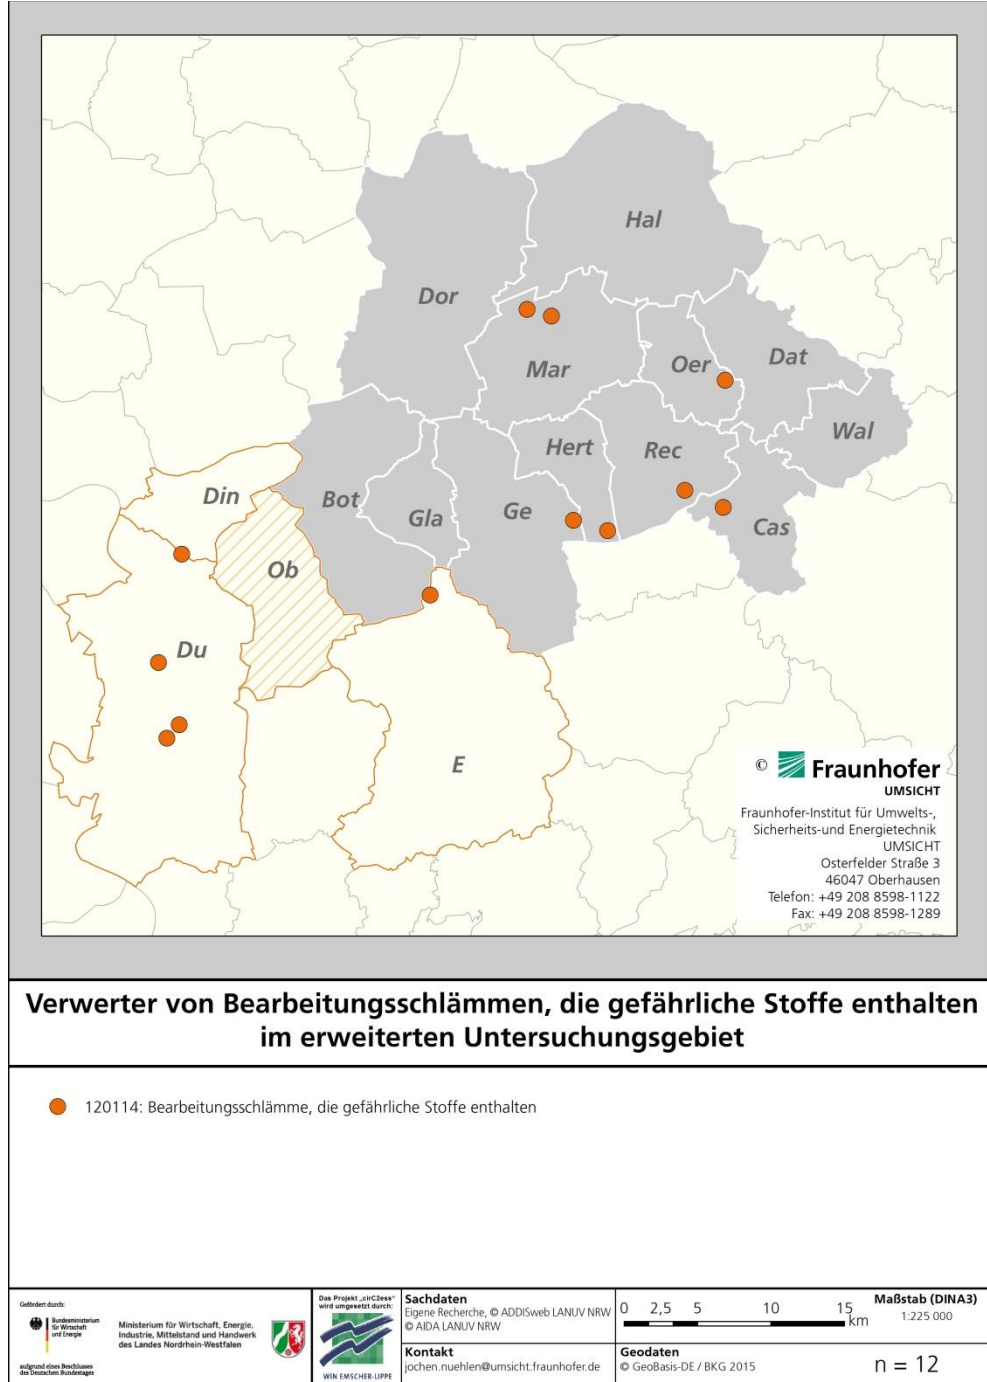 Hal
Dor
Mar
Oer
Dat
Wal
Hert
Rec
Din
Bot
Gla
Ge
Cas
Ob
Du
E
© Fraunhofer
UMSICHT
Fraunhofer-Institut für Umwelts-,
Sicherheits-und Energietechnik
UMSICHT
Osterfelder Straße 3
46047 Oberhausen
Telefon: +49 208 8598-1122
Fax: +49 208 8598-1289
Verwerter von Bearbeitungsschlämmen, die gefährliche Stoffe enthalten
im erweiterten Untersuchungsgebiet
120114: Bearbeitungsschlämme, die gefährliche Stoffe enthalten
Gefördert durch:
Bundesministerium
für Wirtschaft
und Energie
aufgrund eines Beschlusses
des Deutschen Bundestages
Ministerium für Wirtschaft, Energie,
Industrie, Mittelstand und Handwerk
des Landes Nordrhein-Westfalen
Das Projekt „cirC2ess"
wird umgesetzt durch:
WiN EMSCHER-LIPPE
Sachdaten
Eigene Recherche, © ADDISweb LANUV NRW
© AIDA LANUV NRW
Kontakt
jochen.nuehlen@umsicht.fraunhofer.de
0 2,5 5 10 15
km
Maßstab (DINA3)
1:225 000
Geodaten
© GeoBasis-DE / BKG 2015
n = 12